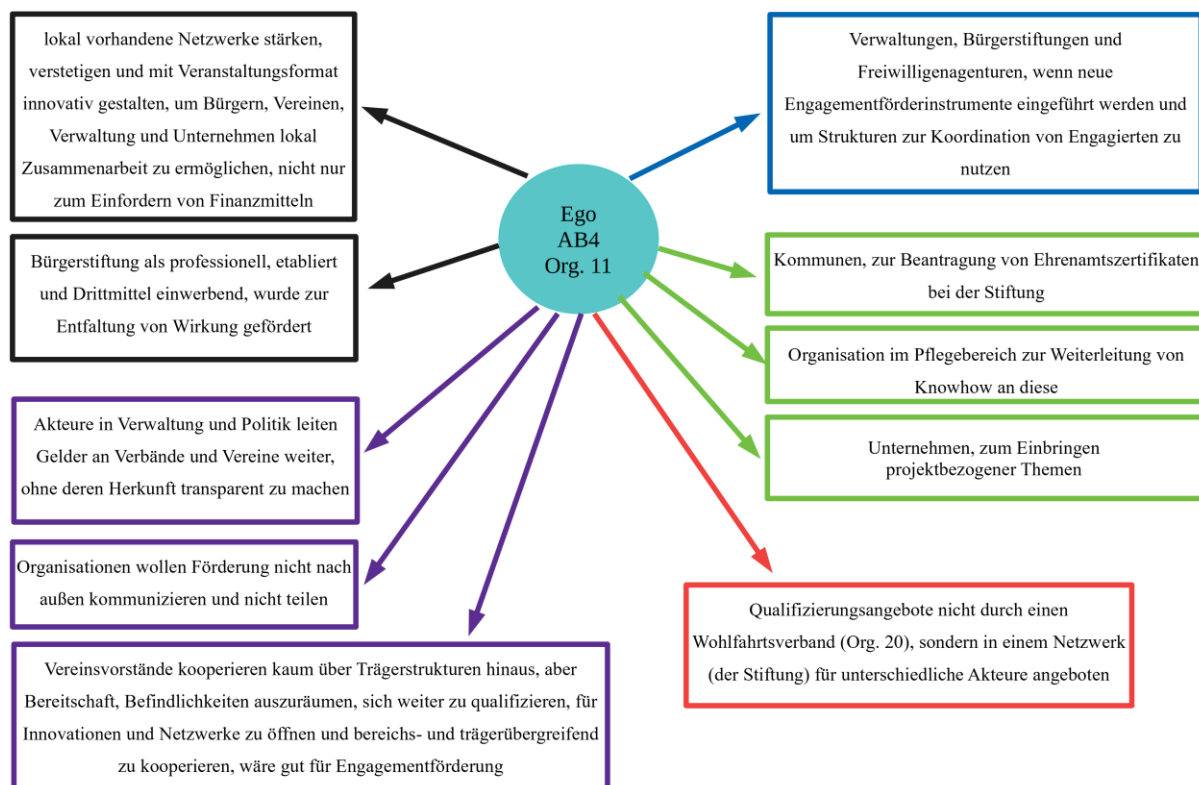 lokal vorhandene Netzwerke stärken,
verstetigen und mit Veranstaltungsformat
innovativ gestalten, um Bürgern, Vereinen,
Verwaltung und Unternehmen lokal
Zusammenarbeit zu ermöglichen, nicht nur
zum Einfordern von Finanzmitteln
Verwaltungen, Bürgerstiftungen und
Freiwilligenagenturen, wenn neue
Engagementförderinstrumente eingeführt werden und
um Strukturen zur Koordination von Engagierten zu
nutzen
Ego
AB4
Org. 11
Bürgerstiftung als professionell, etabliert
und Drittmittel einwerbend, wurde zur
Entfaltung von Wirkung gefördert
Kommunen, zur Beantragung von Ehrenamtszertifikaten
bei der Stiftung
Organisation im Pflegebereich zur Weiterleitung von
Knowhow an diese
Unternehmen, zum Einbringen
projektbezogener Themen
Akteure in Verwaltung und Politik leiten
Gelder an Verbände und Vereine weiter,
ohne deren Herkunft transparent zu machen
Organisationen wollen Förderung nicht nach
außen kommunizieren und nicht teilen
Qualifizierungsangebote nicht durch einen
Wohlfahrtsverband (Org. 20), sondern in einem Netzwerk
(der Stiftung) für unterschiedliche Akteure angeboten
Vereinsvorstände kooperieren kaum über Trägerstrukturen hinaus, aber
Bereitschaft, Befindlichkeiten auszuräumen, sich weiter zu qualifizieren, für
Innovationen und Netzwerke zu öffnen und bereichs- und trägerübergreifend
zu kooperieren, wäre gut für Engagementförderung